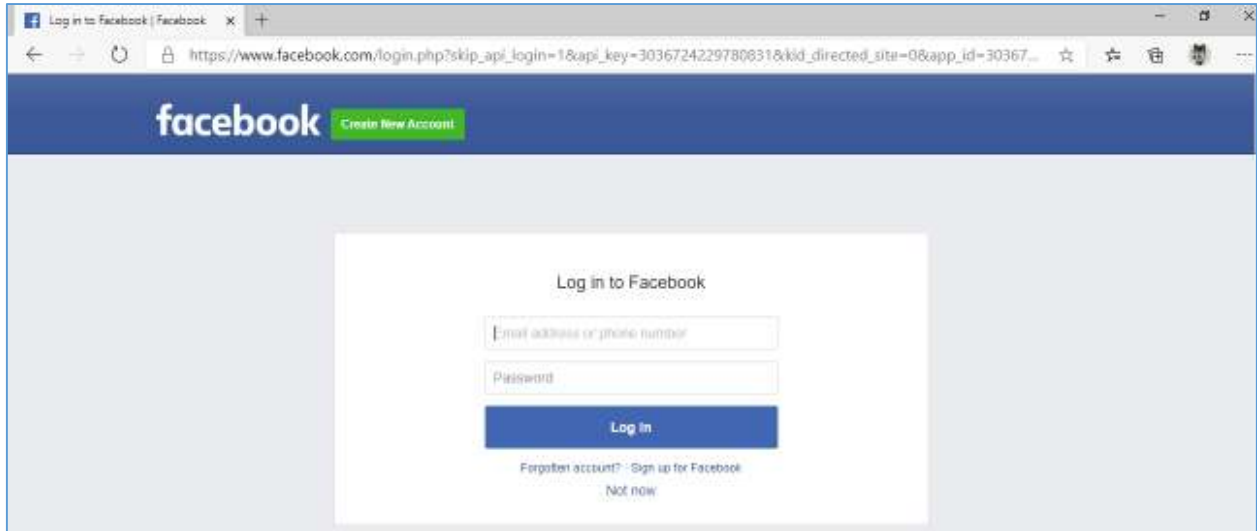 Log in to Facebook | Facebook
https://www.facebook.com/login.php?skip_api_login=1&api_key=3036724229780831&kid_directed_site=0&app_id=30367...
facebook Create New Account
Log in to Facebook
Email address or phone number
Password
Log In
Forgotten account? · Sign up for Facebook
Not now